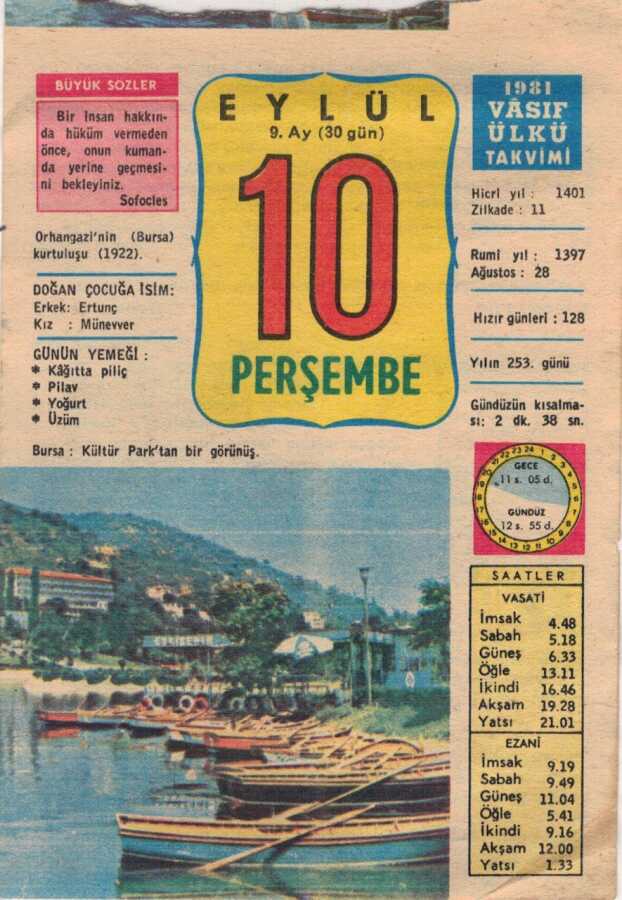 BÜYÜK SÖZLER
Bir İnsan hakkın-
da hüküm vermeden
önce, onun kuman-
da yerine geçmesi-
ni bekleyiniz.
Sofocles
Orhangazi'nin (Bursa)
kurtuluşu (1922).
DOĞAN ÇOCUĞA İSİM:
Erkek: Ertunç
Kız : Münevver
GÜNÜN YEMEĞİ :
* Kâğıtta piliç
* Pilav
* Yoğurt
* Üzüm
EYLÜL
9. Ay (30 gün)
10
PERŞEMBE
1981
VÂSIF
ÜLKÜ
TAKVİMİ
Hicrî yıl : 1401
Zilkade : 11
Rumî yıl : 1397
Ağustos : 28
Hızır günleri : 128
Yılın 253. günü
Gündüzün kısalma-
sı: 2 dk. 38 sn.
Bursa : Kültür Park'tan bir görünüş.
GECE
11 s. 05 d.
GÜNDÜZ
12 s. 55 d.
SAATLER
VASATİ
İmsak 4.48
Sabah 5.18
Güneş 6.33
Öğle 13.11
İkindi 16.46
Akşam 19.28
Yatsı 21.01
EZANİ
İmsak 9.19
Sabah 9.49
Güneş 11.04
Öğle 5.41
İkindi 9.16
Akşam 12.00
Yatsı 1.33